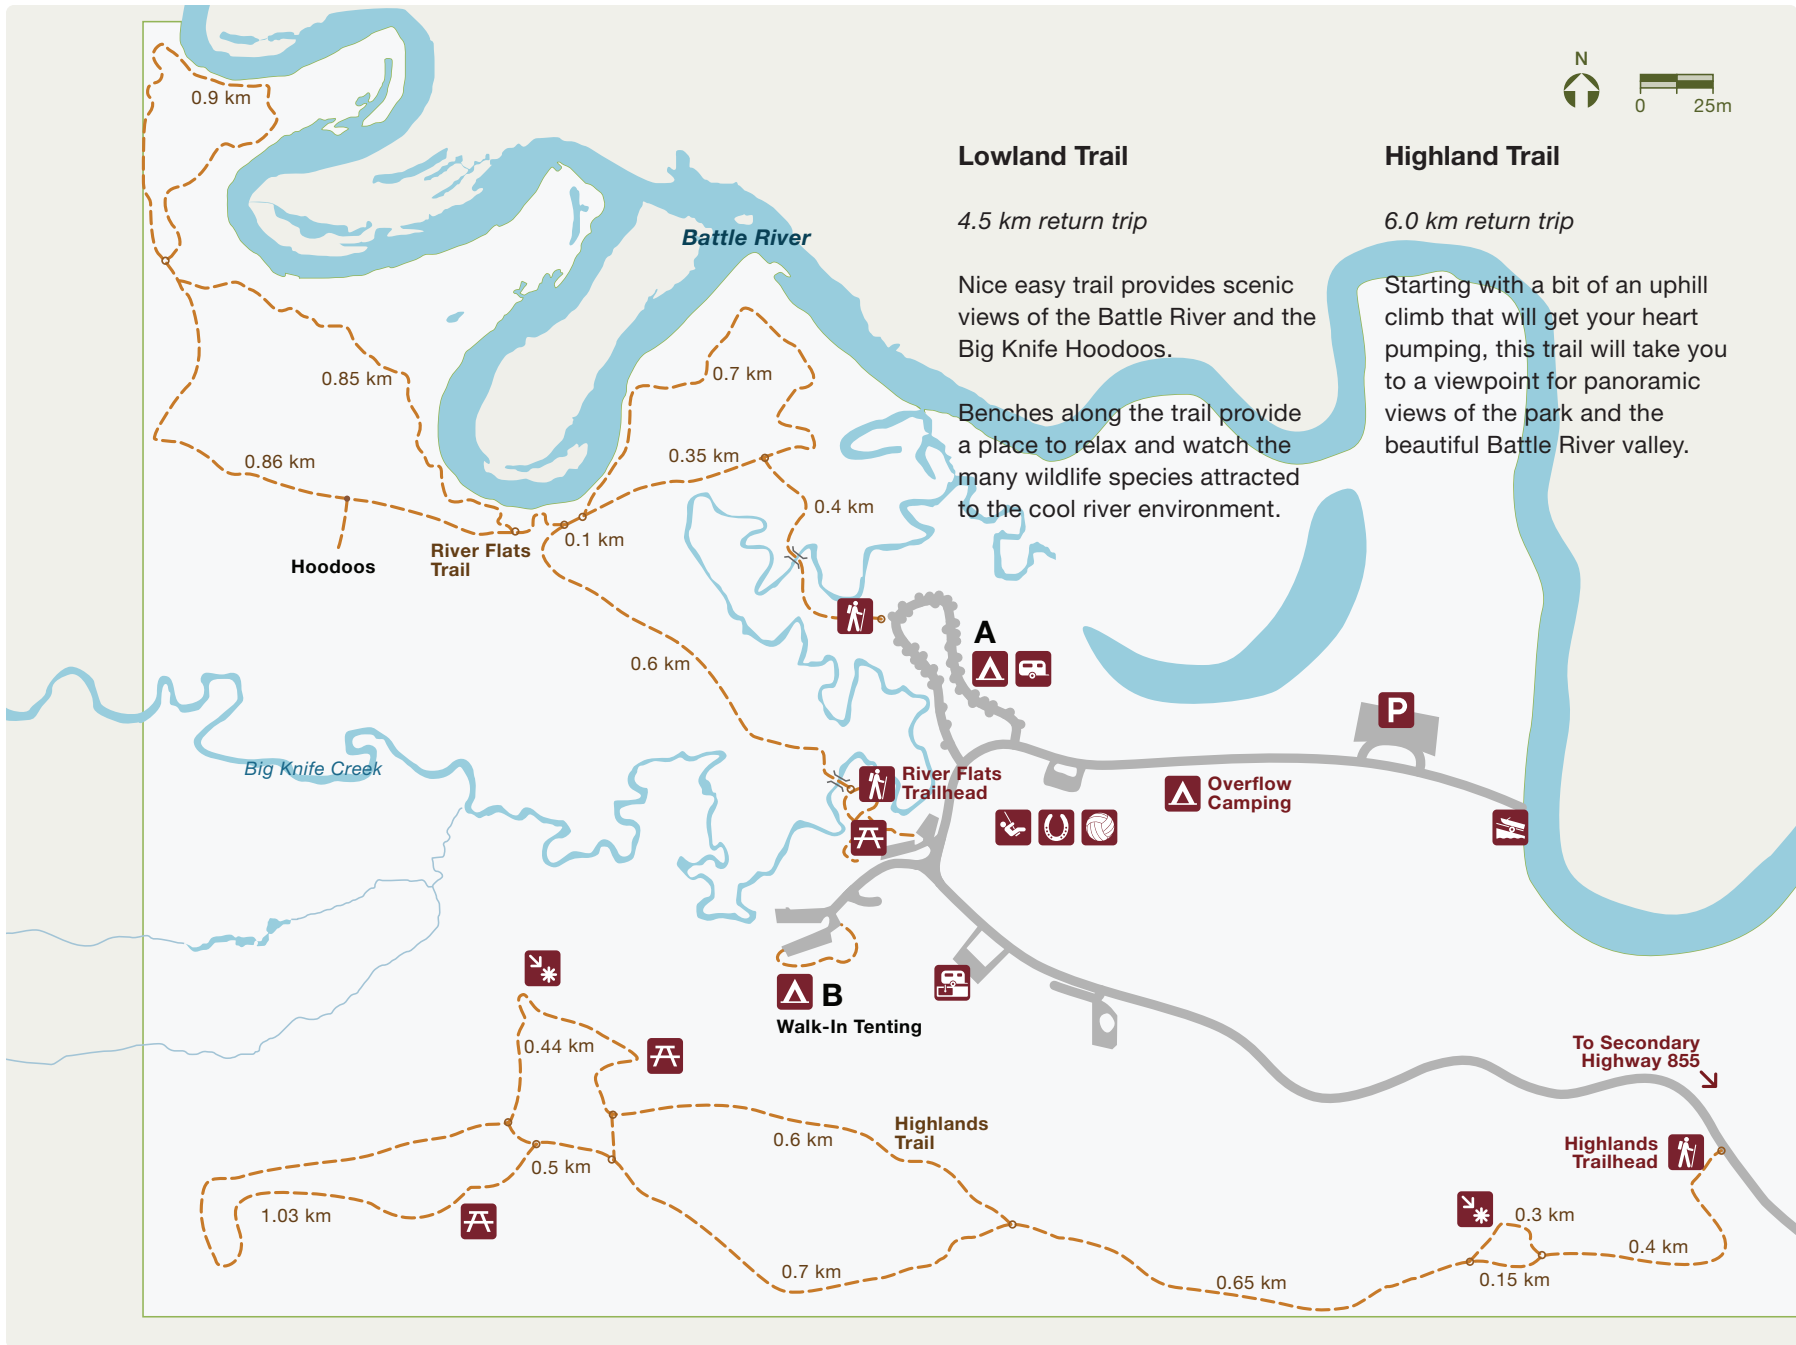 N
0
25m
Lowland Trail
4.5 km return trip
Nice easy trail provides scenic
views of the Battle River and the
Big Knife Hoodoos.
Benches along the trail provide
a place to relax and watch the
many wildlife species attracted
to the cool river environment.
Highland Trail
6.0 km return trip
Starting with a bit of an uphill
climb that will get your heart
pumping, this trail will take you
to a viewpoint for panoramic
views of the park and the
beautiful Battle River valley.
0.9 km
Battle River
0.85 km
0.7 km
0.86 km
0.35 km
0.4 km
0.1 km
River Flats
Trail
Hoodoos
0.6 km
A
P
Big Knife Creek
River Flats
Trailhead
Overflow
Camping
B
Walk-In Tenting
0.44 km
To Secondary
Highway 855
Highlands
Trail
0.6 km
Highlands
Trailhead
0.5 km
1.03 km
0.3 km
0.4 km
0.7 km
0.65 km
0.15 km